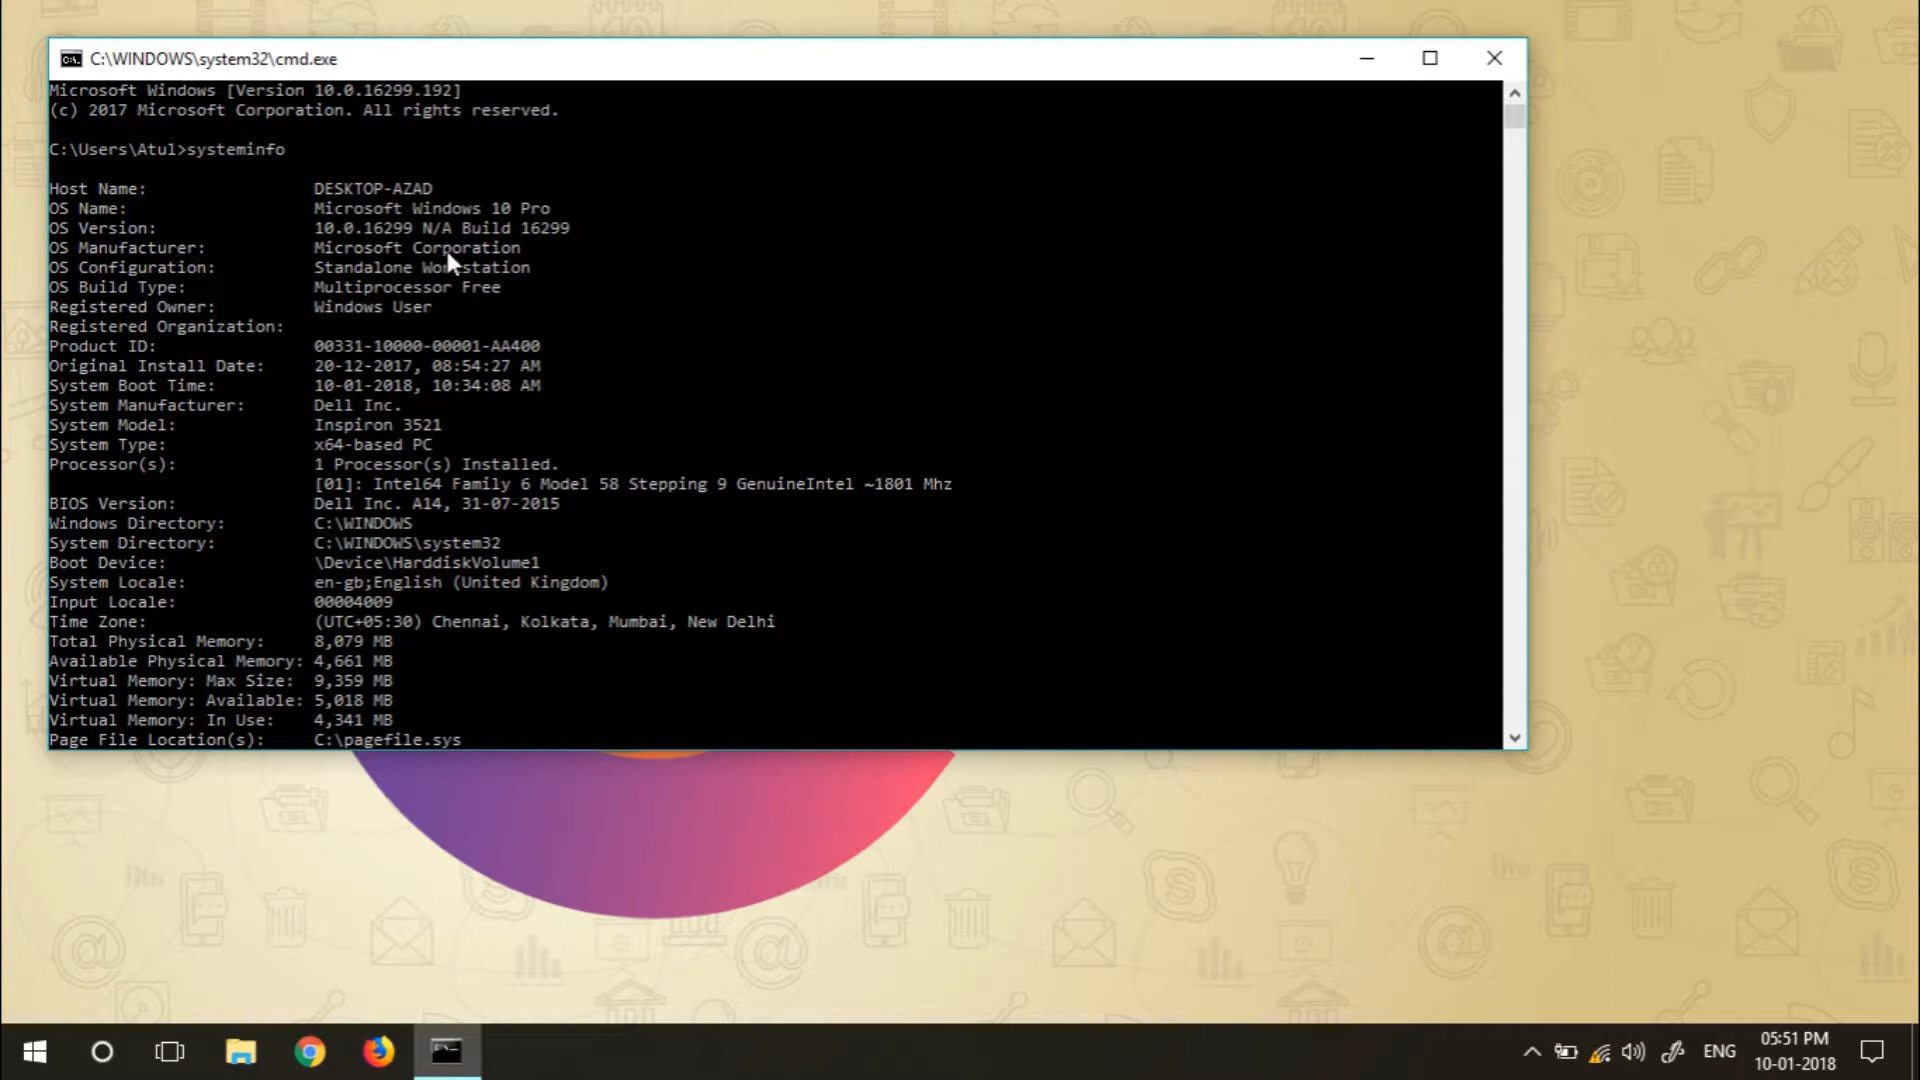 C:\WINDOWS\system32\cmd.exe
Microsoft Windows [Version 10.0.16299.192]
(c) 2017 Microsoft Corporation. All rights reserved.
C:\Users\Atul>systeminfo
Host Name: DESKTOP-AZAD
OS Name: Microsoft Windows 10 Pro
OS Version: 10.0.16299 N/A Build 16299
OS Manufacturer: Microsoft Corporation
OS Configuration: Standalone Workstation
OS Build Type: Multiprocessor Free
Registered Owner: Windows User
Registered Organization:
Product ID: 00331-10000-00001-AA400
Original Install Date: 20-12-2017, 08:54:27 AM
System Boot Time: 10-01-2018, 10:34:08 AM
System Manufacturer: Dell Inc.
System Model: Inspiron 3521
System Type: x64-based PC
Processor(s): 1 Processor(s) Installed.
[01]: Intel64 Family 6 Model 58 Stepping 9 GenuineIntel ~1801 Mhz
BIOS Version: Dell Inc. A14, 31-07-2015
Windows Directory: C:\WINDOWS
System Directory: C:\WINDOWS\system32
Boot Device: \Device\HarddiskVolume1
System Locale: en-gb;English (United Kingdom)
Input Locale: 00004009
Time Zone: (UTC+05:30) Chennai, Kolkata, Mumbai, New Delhi
Total Physical Memory: 8,079 MB
Available Physical Memory: 4,661 MB
Virtual Memory: Max Size: 9,359 MB
Virtual Memory: Available: 5,018 MB
Virtual Memory: In Use: 4,341 MB
Page File Location(s): C:\pagefile.sys
ENG
05:51 PM
10-01-2018